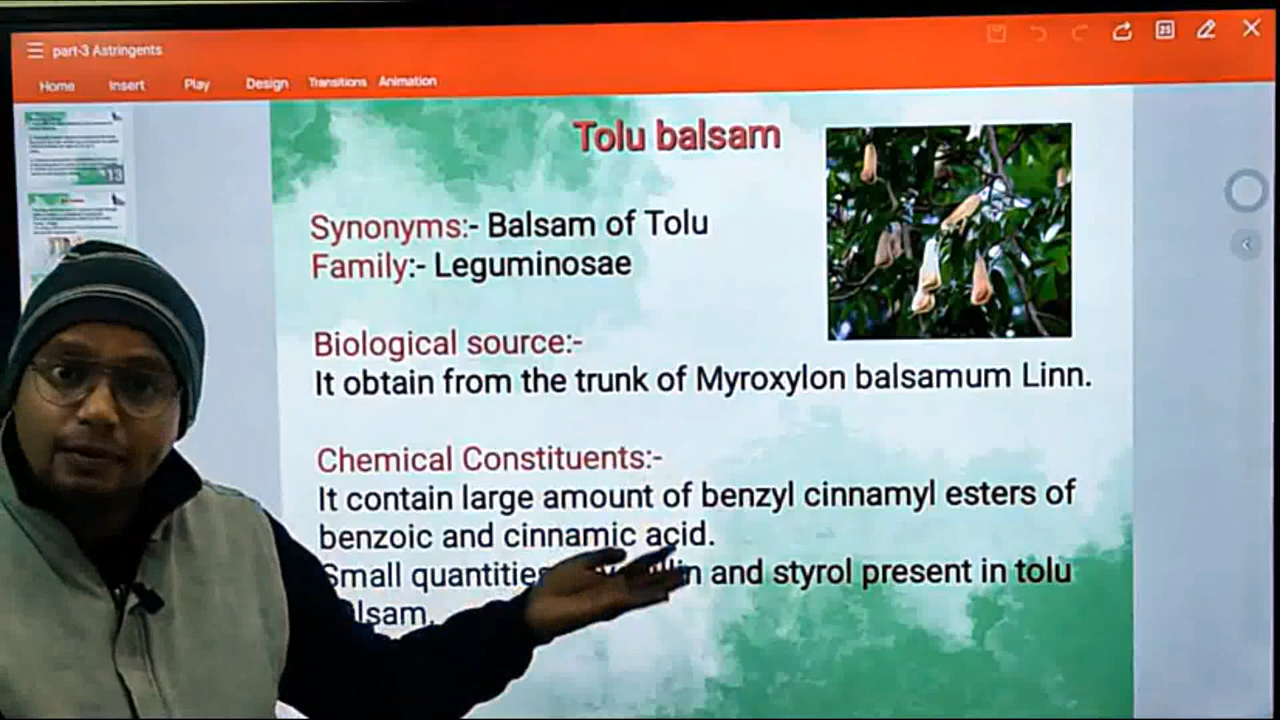 part-3 Astringents
25
Home Insert Play Design Transitions Animation
13
Tolu balsam
Synonyms:- Balsam of Tolu
Family:- Leguminosae
Biological source:-
It obtain from the trunk of Myroxylon balsamum Linn.
Chemical Constituents:-
It contain large amount of benzyl cinnamyl esters of
benzoic and cinnamic acid.
Small quantities and styrol present in tolu